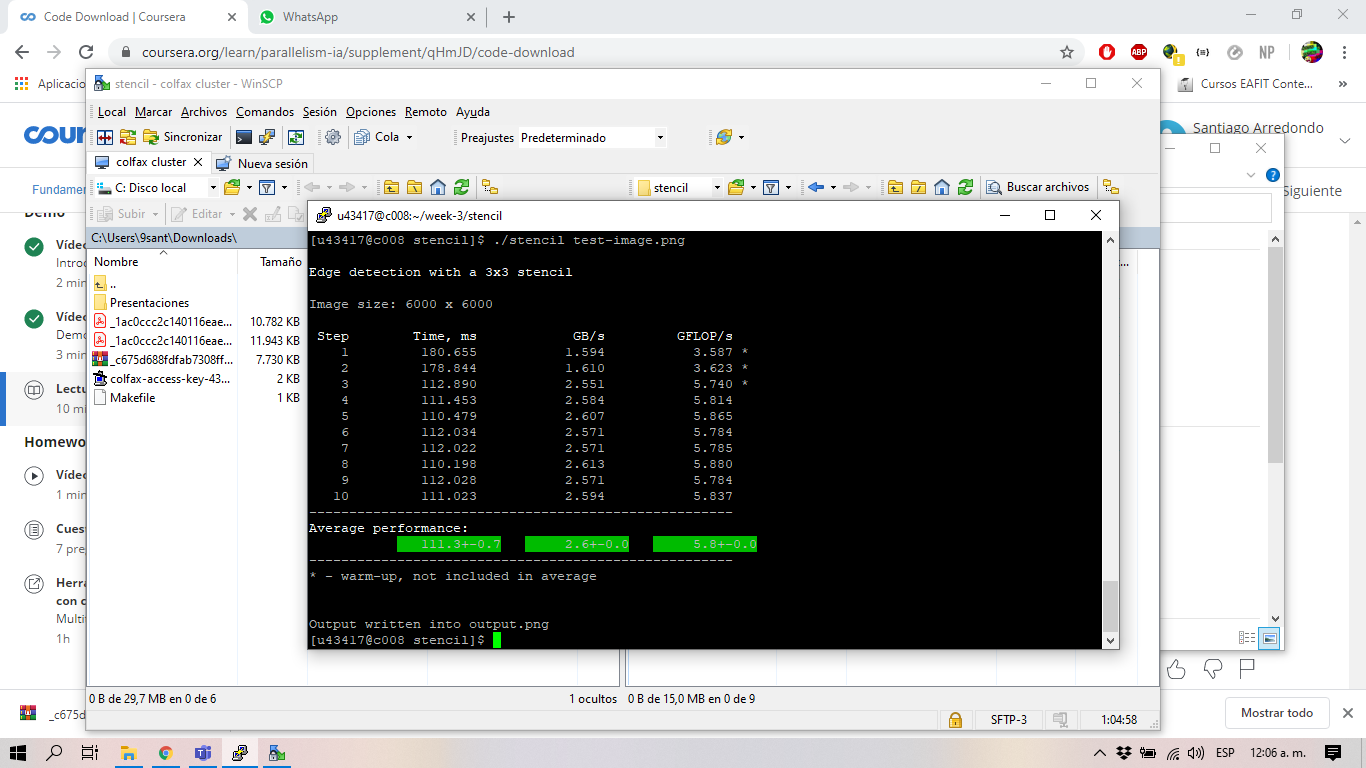 Code Download | Coursera
WhatsApp
coursera.org/learn/parallelism-ia/supplement/qHmJD/code-download
ABP
NP
Aplicacio
Cursos EAFIT Conte...
»
stencil - colfax cluster - WinSCP
Local Marcar Archivos Comandos Sesión Opciones Remoto Ayuda
Sincronizar
Cola
Preajustes Predeterminado
colfax cluster
Nueva sesión
C: Disco local
stencil
Buscar archivos
Subir
Editar
C:\Users\9sant\Downloads\
Nombre
Tamaño
..
Presentaciones
_1ac0ccc2c140116eae... 10.782 KB
_1ac0ccc2c140116eae... 11.943 KB
_c675d688fdfab7308ff... 7.730 KB
colfax-access-key-43... 2 KB
Makefile 1 KB
cour
Santiago Arredondo
Fundamen
Siguiente
Demo
Víde
Introd
2 min
Víde
Demo
3 min
Lectu
10 mi
Homewo
Víde
1 min
Cues
7 preg
Herra
con c
Multi
1h
u43417@c008:~/week-3/stencil
[u43417@c008 stencil]$ ./stencil test-image.png
Edge detection with a 3x3 stencil
Image size: 6000 x 6000
Step Time, ms GB/s GFLOP/s
1 180.655 1.594 3.587 *
2 178.844 1.610 3.623 *
3 112.890 2.551 5.740 *
4 111.453 2.584 5.814
5 110.479 2.607 5.865
6 112.034 2.571 5.784
7 112.022 2.571 5.785
8 110.198 2.613 5.880
9 112.028 2.571 5.784
10 111.023 2.594 5.837
-----------------------------------------------------
Average performance:
111.3+-0.7 2.6+-0.0 5.8+-0.0
-----------------------------------------------------
* - warm-up, not included in average
Output written into output.png
[u43417@c008 stencil]$
0 B de 29,7 MB en 0 de 6
1 ocultos
0 B de 15,0 MB en 0 de 9
SFTP-3
1:04:58
_c675d
Mostrar todo
ESP
12:06 a. m.